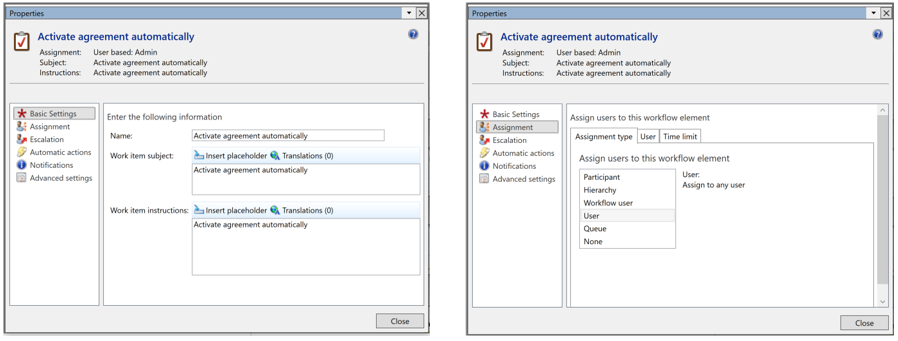 Properties
Activate agreement automatically
Assignment: User based: Admin
Subject: Activate agreement automatically
Instructions: Activate agreement automatically
Basic Settings
Assignment
Escalation
Automatic actions
Notifications
Advanced settings
Enter the following information
Name: Activate agreement automatically
Work item subject: Insert placeholder Translations (0)
Activate agreement automatically
Work item instructions: Insert placeholder Translations (0)
Activate agreement automatically
Close
Properties
Activate agreement automatically
Assignment: User based: Admin
Subject: Activate agreement automatically
Instructions: Activate agreement automatically
Basic Settings
Assignment
Escalation
Automatic actions
Notifications
Advanced settings
Assign users to this workflow element
Assignment type User Time limit
Assign users to this workflow element
Participant
Hierarchy
Workflow user
User
Queue
None
User:
Assign to any user
Close